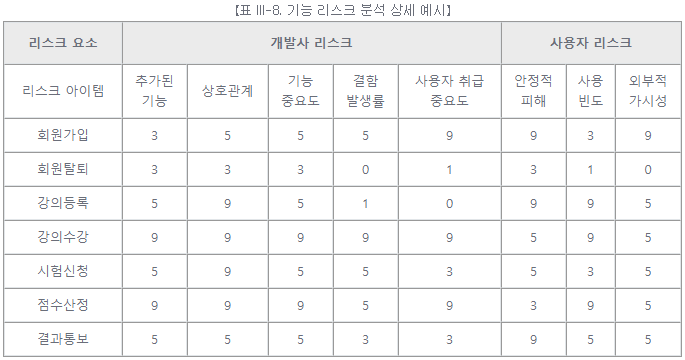 【표 Ⅲ-8. 기능 리스크 분석 상세 예시】
리스크 요소 개발사 리스크 사용자 리스크
리스크 아이템 추가된 기능 상호관계 기능 중요도 결함 발생률 사용자 취급 중요도 안정적 피해 사용 빈도 외부적 가시성
회원가입 3 5 5 5 9 9 3 9
회원탈퇴 3 3 3 0 1 3 1 0
강의등록 5 9 5 1 0 9 9 5
강의수강 9 9 9 9 9 5 9 5
시험신청 5 9 5 5 3 5 3 5
점수산정 9 9 9 5 9 3 9 5
결과통보 5 5 5 3 3 9 5 5